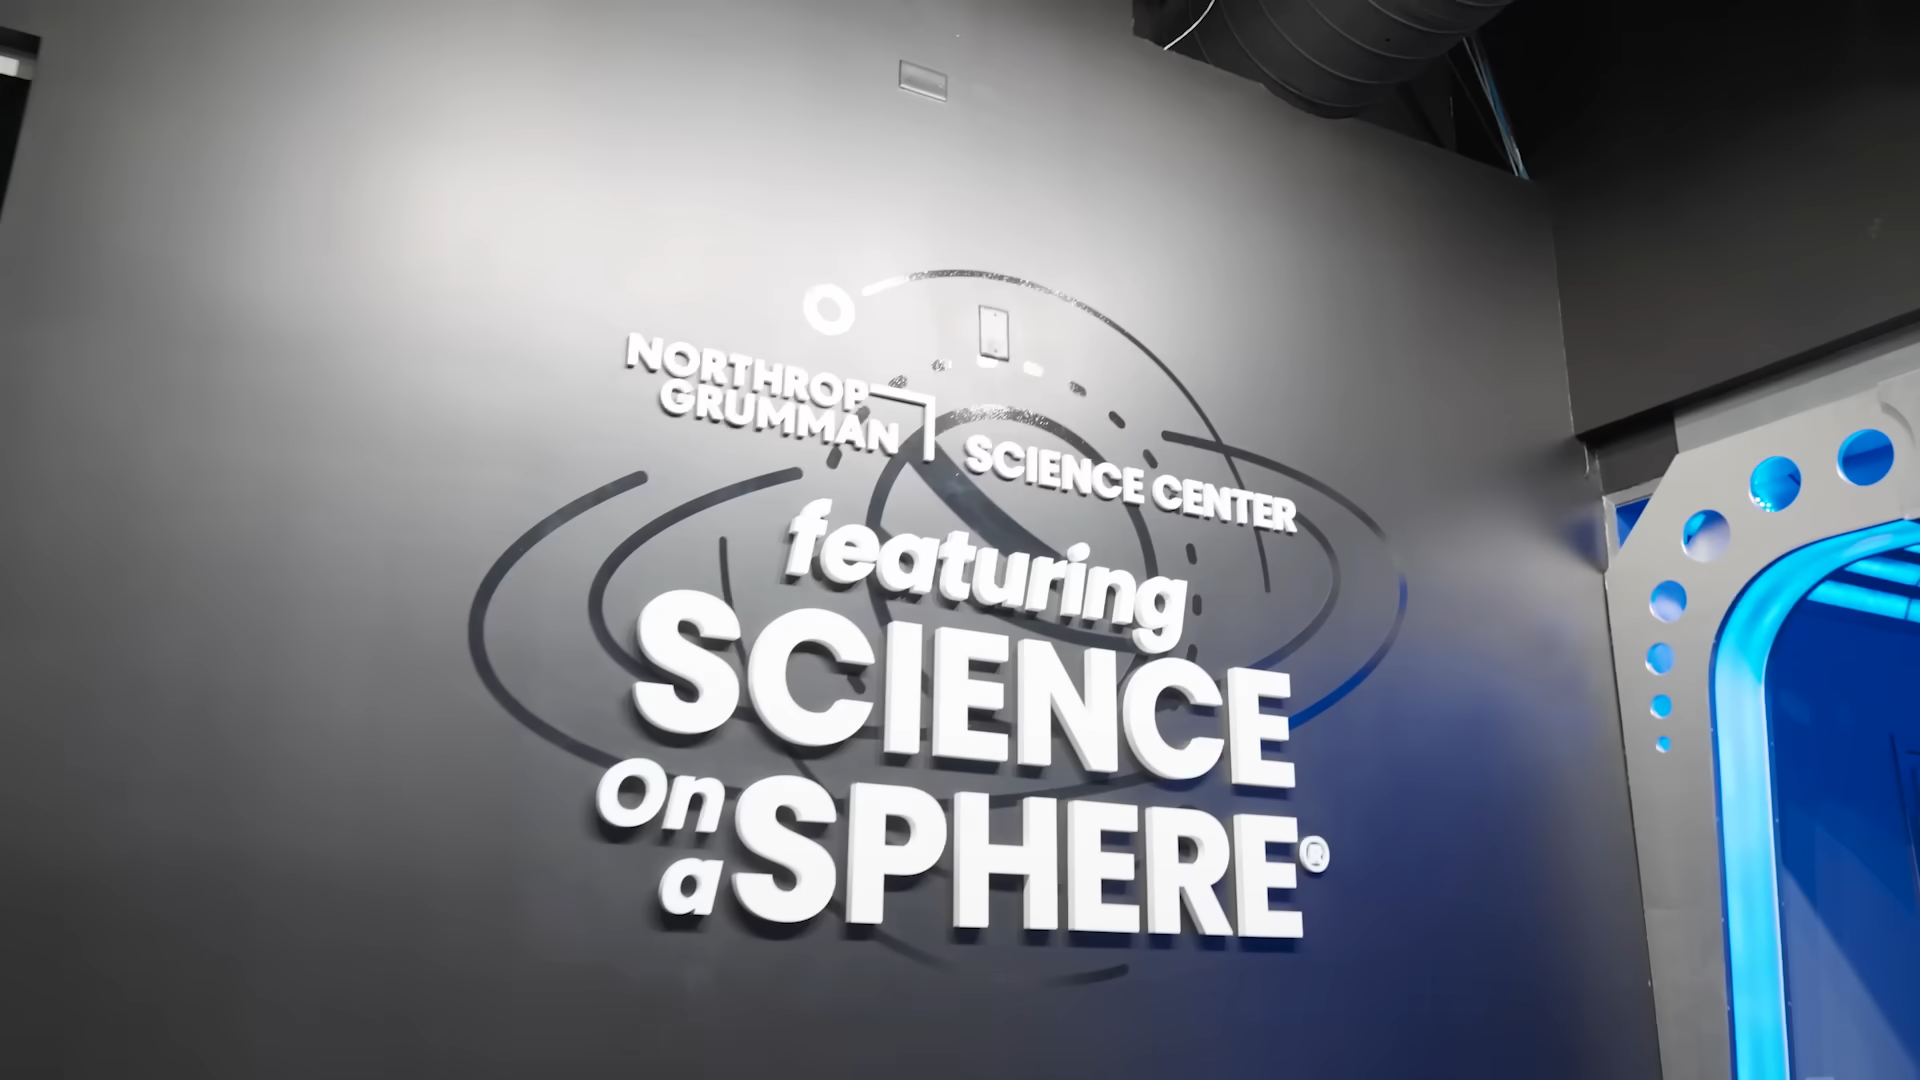 NORTHROP
GRUMMAN
SCIENCE CENTER
featuring
SCIENCE
on
a SPHERE®